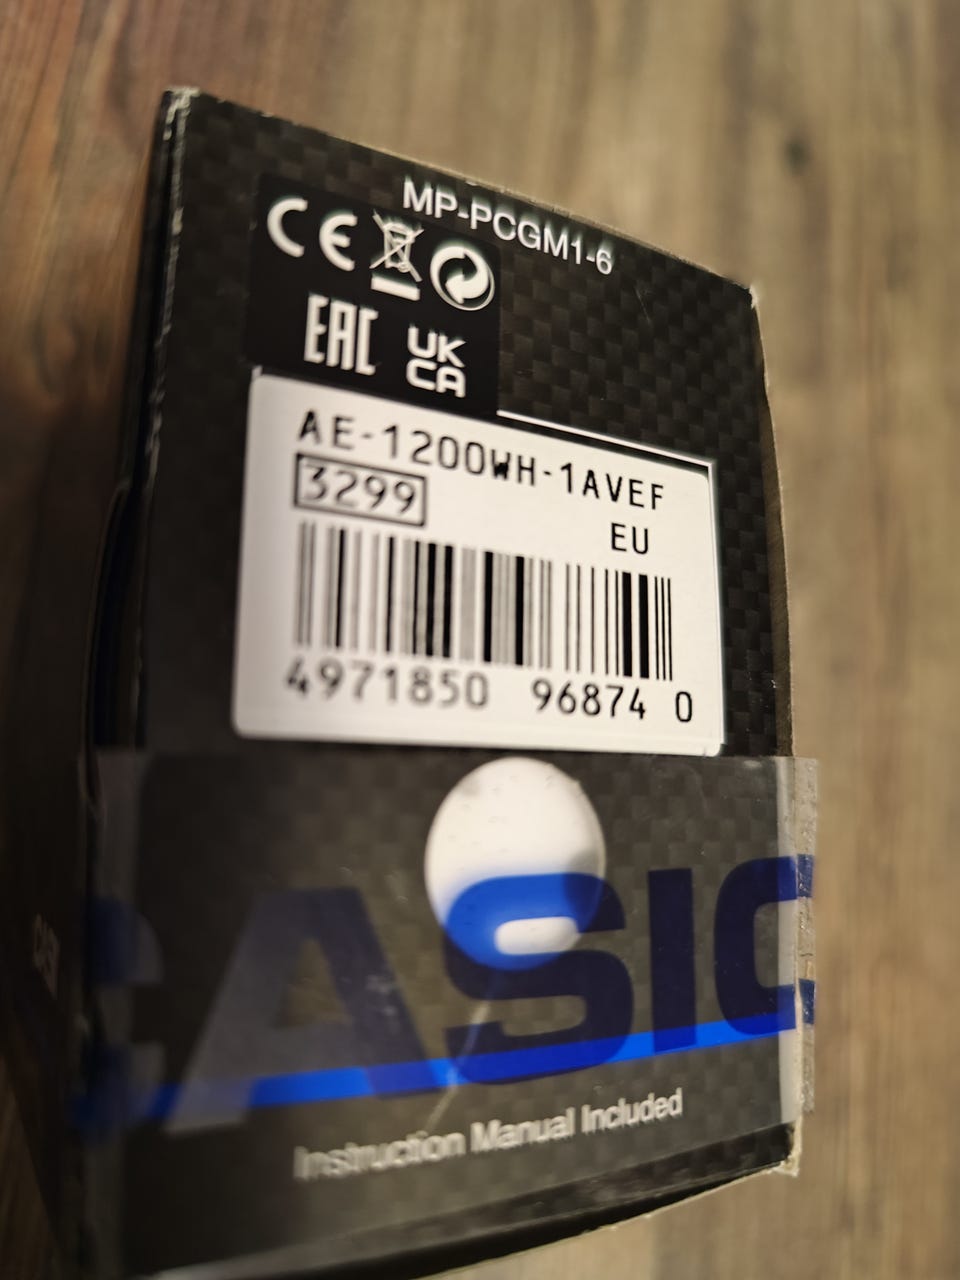 MP-PCGM1-6
CE
EAC
UK
CA
AE-1200WH-1AVEF
3299
EU
4971850 96874 0
CASIO
Instruction Manual Included